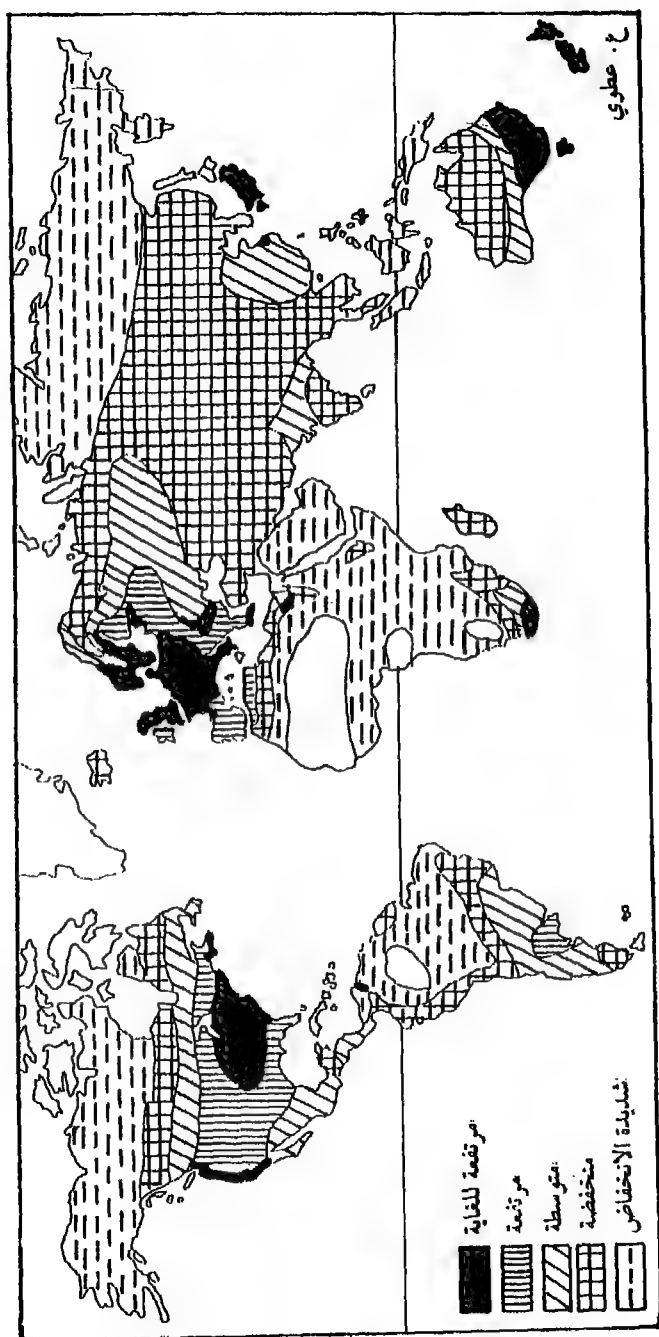 ع. عطوي
مرتفعة للغاية
مرتفعة
متوسطة
منخفضة
شديدة الانخفاض